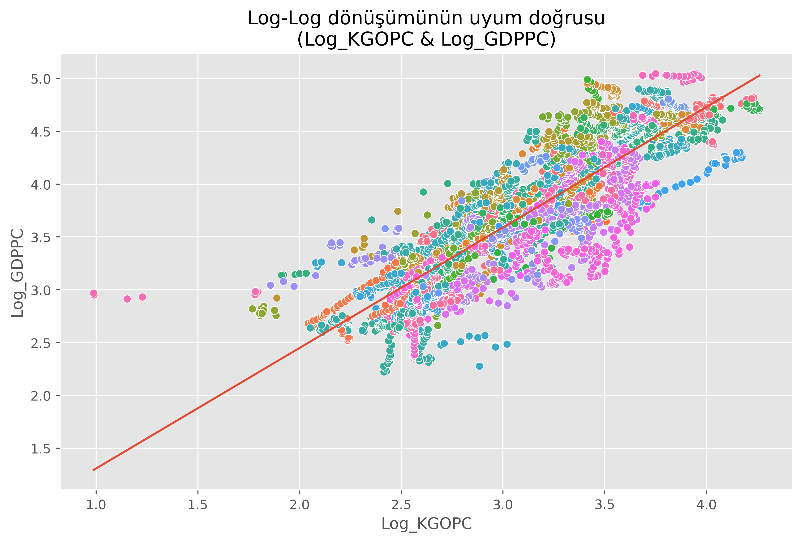 Log-Log dönüşümünün uyum doğrusu
(Log_KGOPC & Log_GDPPC)
5.0
4.5
4.0
3.5
3.0
2.5
2.0
1.5
Log_GDPPC
1.0 1.5 2.0 2.5 3.0 3.5 4.0
Log_KGOPC